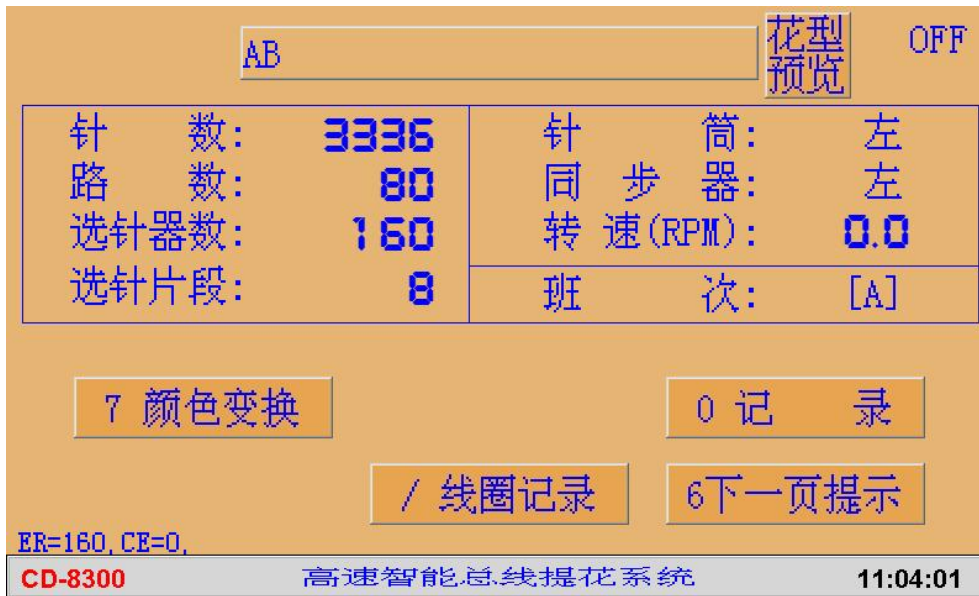 AB
花型
预览
OFF
针 数: 3336
路 数: 80
选针器数: 160
选针片段: 8
针 筒: 左
同 步 器: 左
转 速(RPM): 0.0
班 次: [A]
7 颜色变换
0 记 录
/ 线圈记录
6下一页提示
ER=160,CE=0,
CD-8300 高速智能总线提花系统 11:04:01